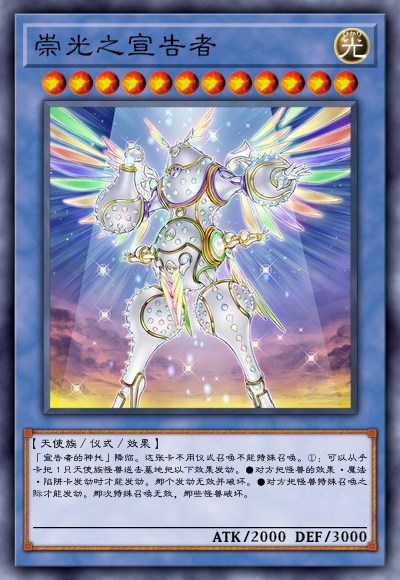 崇光之宣告者
ひかり
光
【天使族／仪式／效果】
「宣告者的神托」降临。这张卡不用仪式召唤不能特殊召唤。①：可以从手
卡把1只天使族怪兽送去墓地把以下效果发动。●对方把怪兽的效果·魔法
·陷阱卡发动时才能发动。那个发动无效并破坏。●对方把怪兽特殊召唤之
际才能发动。那次特殊召唤无效，那些怪兽破坏。
ATK/2000 DEF/3000